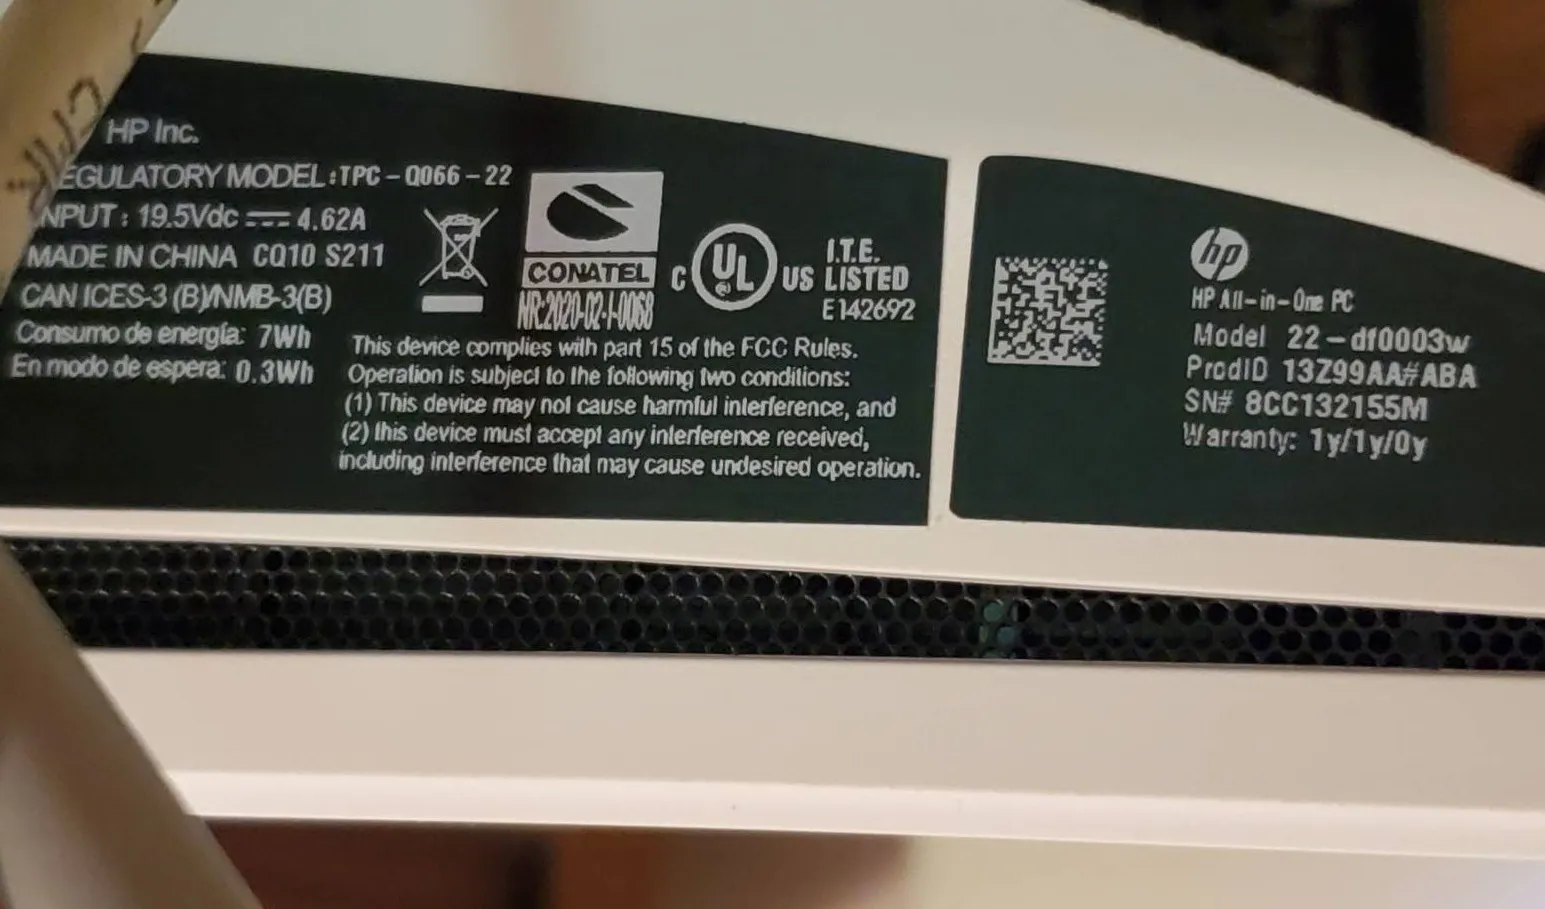 HP Inc.
EGULATORY MODEL:TPC-Q066-22
NPUT: 19.5Vdc 4.62A
MADE IN CHINA CQ10 S211
CAN ICES-3 (B)/NMB-3(B)
Consumo de energía: 7Wh
En modo de espera: 0.3Wh
CONATEL
NR:2020-02-I-0068
C UL US
I.T.E.
LISTED
E142692
This device complies with part 15 of the FCC Rules.
Operation is subject to the following two conditions:
(1) This device may not cause harmful interference, and
(2) this device must accept any interference received,
including interference that may cause undesired operation.
hp
HP All-in-One PC
Model 22-df0003w
ProdID 13Z99AA#ABA
SN# 8CC132155M
Warranty: 1y/1y/0y